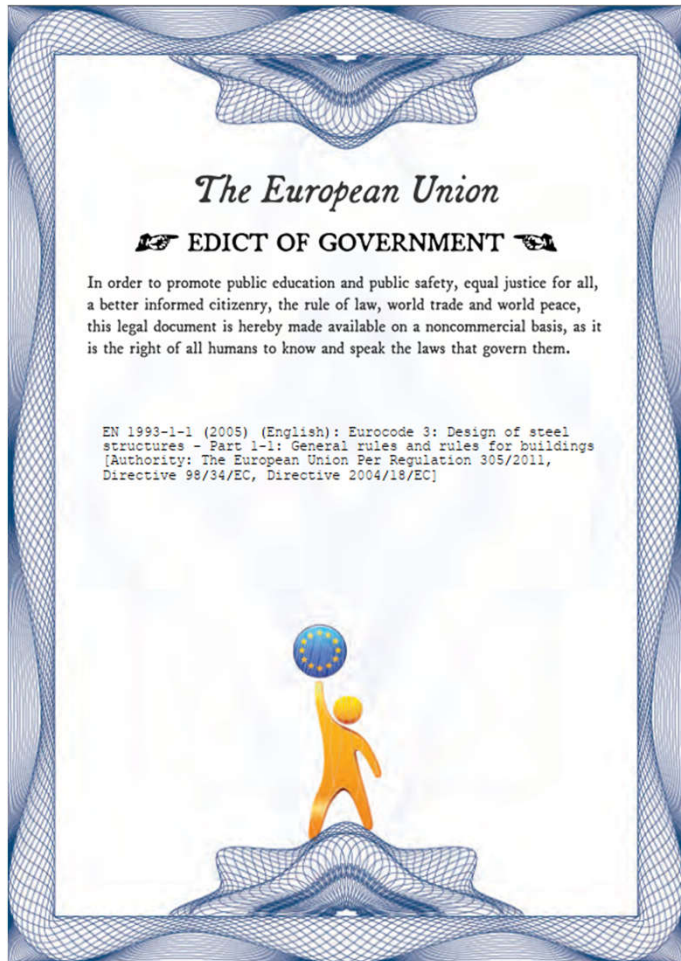 The European Union
EDICT OF GOVERNMENT
In order to promote public education and public safety, equal justice for all,
a better informed citizenry, the rule of law, world trade and world peace,
this legal document is hereby made available on a noncommercial basis, as it
is the right of all humans to know and speak the laws that govern them.
EN 1993-1-1 (2005) (English): Eurocode 3: Design of steel
structures – Part 1-1: General rules and rules for buildings
[Authority: The European Union Per Regulation 305/2011,
Directive 98/34/EC, Directive 2004/18/EC]